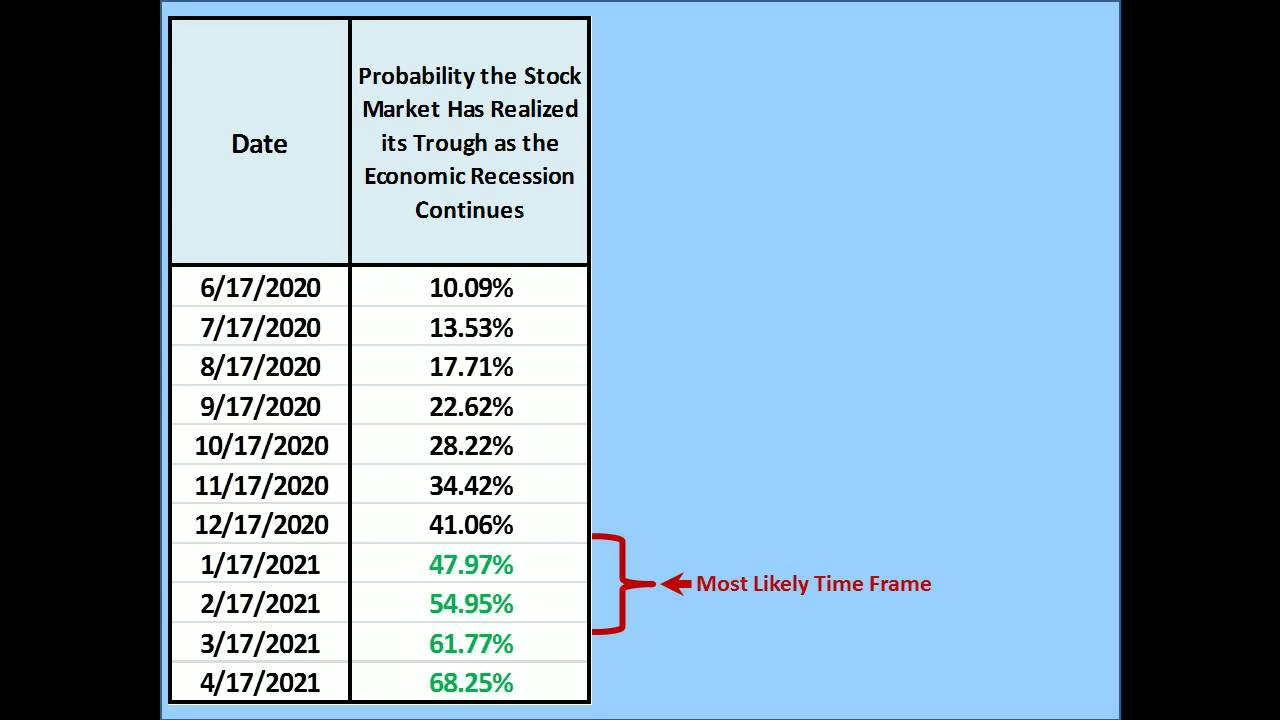 Date
Probability the Stock
Market Has Realized
its Trough as the
Economic Recession
Continues
6/17/2020 10.09%
7/17/2020 13.53%
8/17/2020 17.71%
9/17/2020 22.62%
10/17/2020 28.22%
11/17/2020 34.42%
12/17/2020 41.06%
1/17/2021 47.97%
2/17/2021 54.95%
3/17/2021 61.77%
4/17/2021 68.25%
Most Likely Time Frame